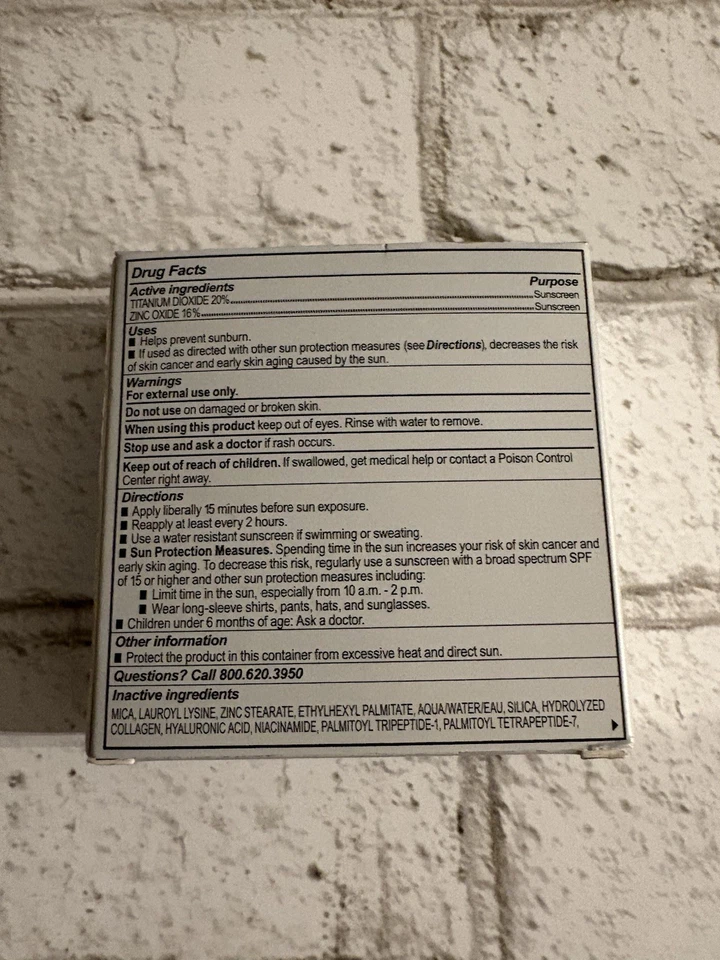 Drug Facts
Active ingredients Purpose
TITANIUM DIOXIDE 20%........Sunscreen
ZINC OXIDE 16%........Sunscreen
Uses
■ Helps prevent sunburn.
■ If used as directed with other sun protection measures (see Directions), decreases the risk
of skin cancer and early skin aging caused by the sun.
Warnings
For external use only.
Do not use on damaged or broken skin.
When using this product keep out of eyes. Rinse with water to remove.
Stop use and ask a doctor if rash occurs.
Keep out of reach of children. If swallowed, get medical help or contact a Poison Control
Center right away.
Directions
■ Apply liberally 15 minutes before sun exposure.
■ Reapply at least every 2 hours.
■ Use a water resistant sunscreen if swimming or sweating.
■ Sun Protection Measures. Spending time in the sun increases your risk of skin cancer and
early skin aging. To decrease this risk, regularly use a sunscreen with a broad spectrum SPF
of 15 or higher and other sun protection measures including:
■ Limit time in the sun, especially from 10 a.m. - 2 p.m.
■ Wear long-sleeve shirts, pants, hats, and sunglasses.
■ Children under 6 months of age: Ask a doctor.
Other information
■ Protect the product in this container from excessive heat and direct sun.
Questions? Call 800.620.3950
Inactive ingredients
MICA, LAUROYL LYSINE, ZINC STEARATE, ETHYLHEXYL PALMITATE, AQUA/WATER/EAU, SILICA, HYDROLYZED
COLLAGEN, HYALURONIC ACID, NIACINAMIDE, PALMITOYL TRIPEPTIDE-1, PALMITOYL TETRAPEPTIDE-7,